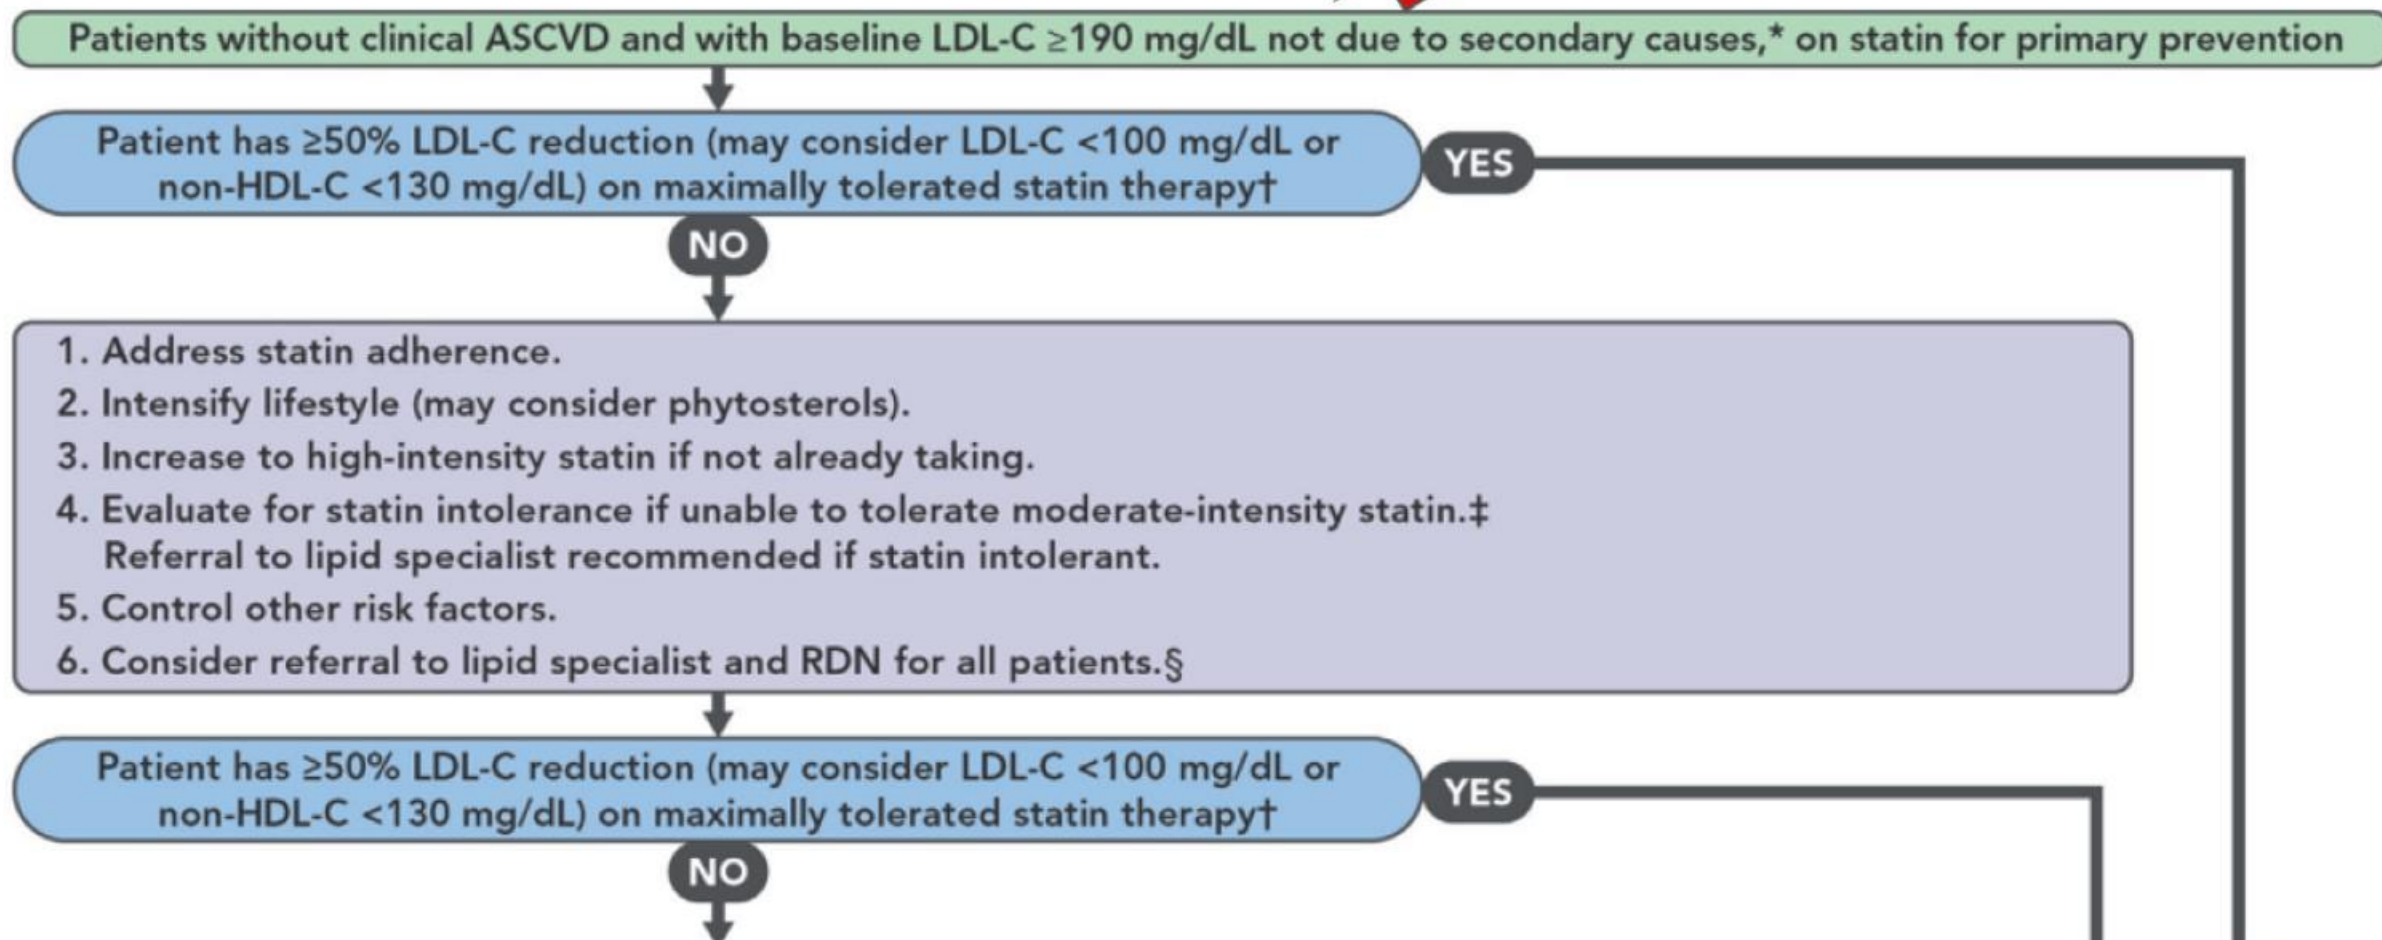 Patients without clinical ASCVD and with baseline LDL-C ≥190 mg/dL not due to secondary causes,* on statin for primary prevention
Patient has ≥50% LDL-C reduction (may consider LDL-C <100 mg/dL or
non-HDL-C <130 mg/dL) on maximally tolerated statin therapy†
YES
NO
1. Address statin adherence.
2. Intensify lifestyle (may consider phytosterols).
3. Increase to high-intensity statin if not already taking.
4. Evaluate for statin intolerance if unable to tolerate moderate-intensity statin.‡
Referral to lipid specialist recommended if statin intolerant.
5. Control other risk factors.
6. Consider referral to lipid specialist and RDN for all patients.§
Patient has ≥50% LDL-C reduction (may consider LDL-C <100 mg/dL or
non-HDL-C <130 mg/dL) on maximally tolerated statin therapy†
YES
NO